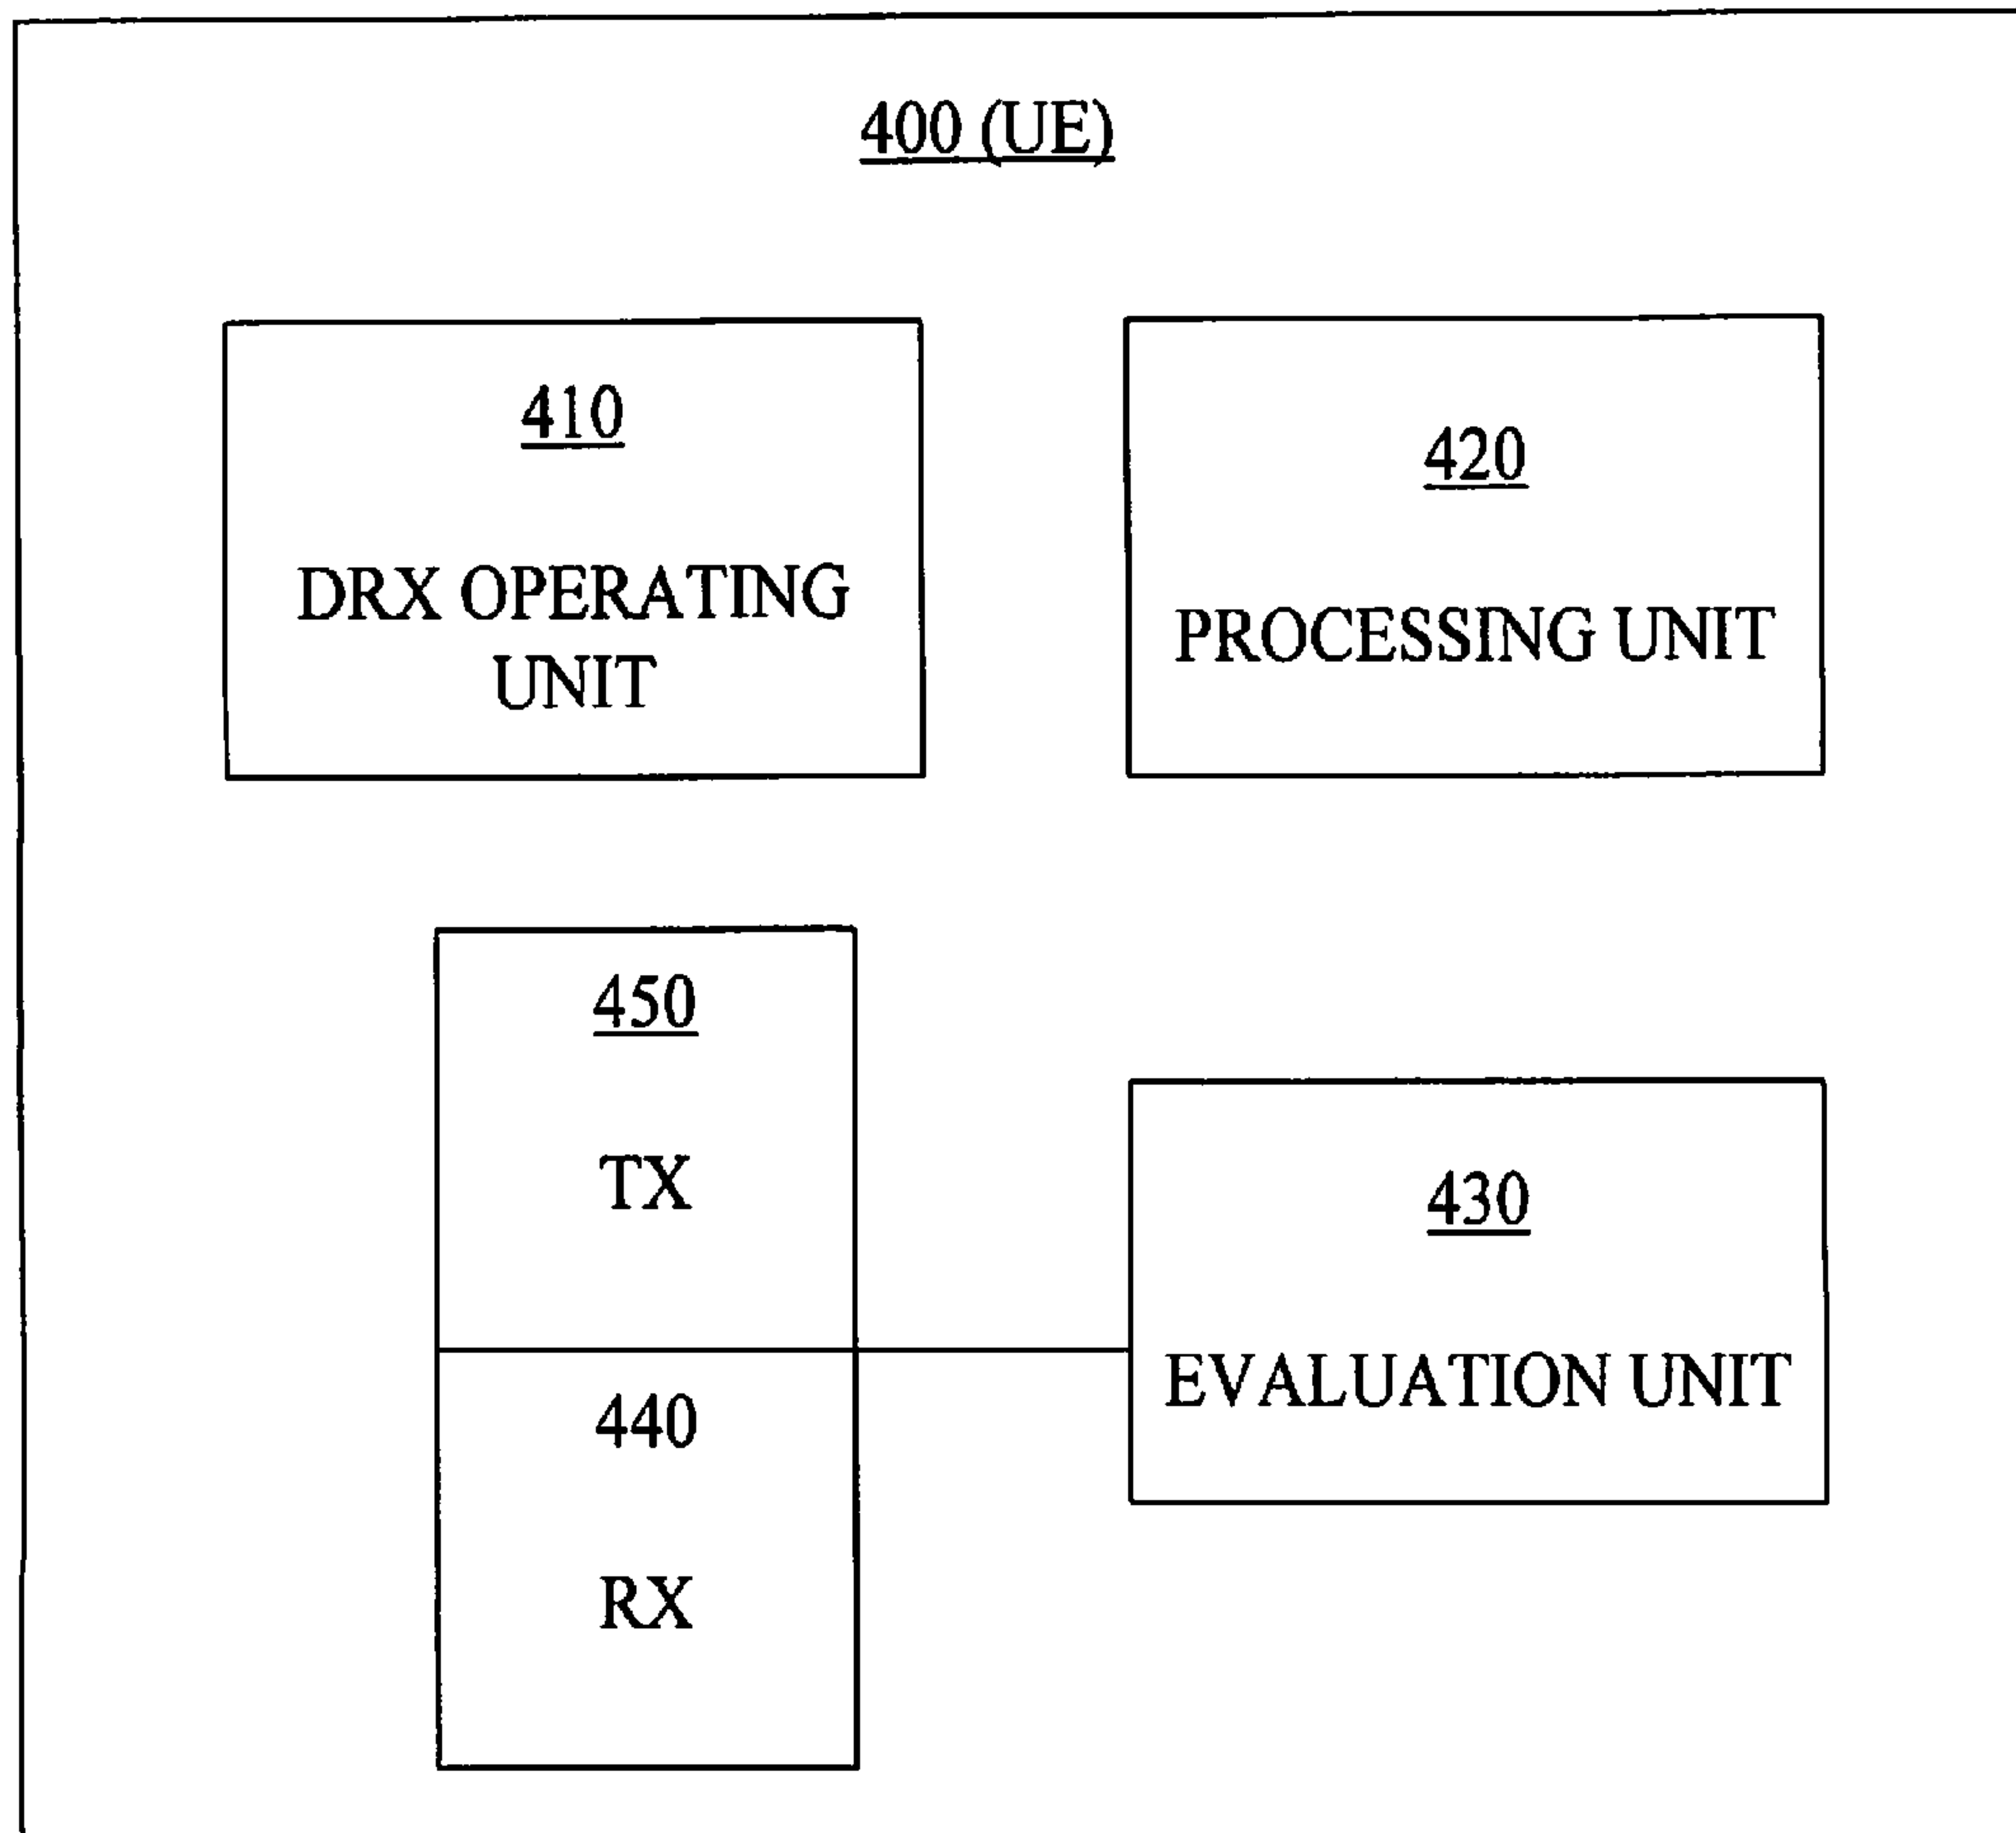 400 (UE)
410
DRX OPERATING
UNIT
420
PROCESSING UNIT
450
TX
430
EVALUATION UNIT
440
RX